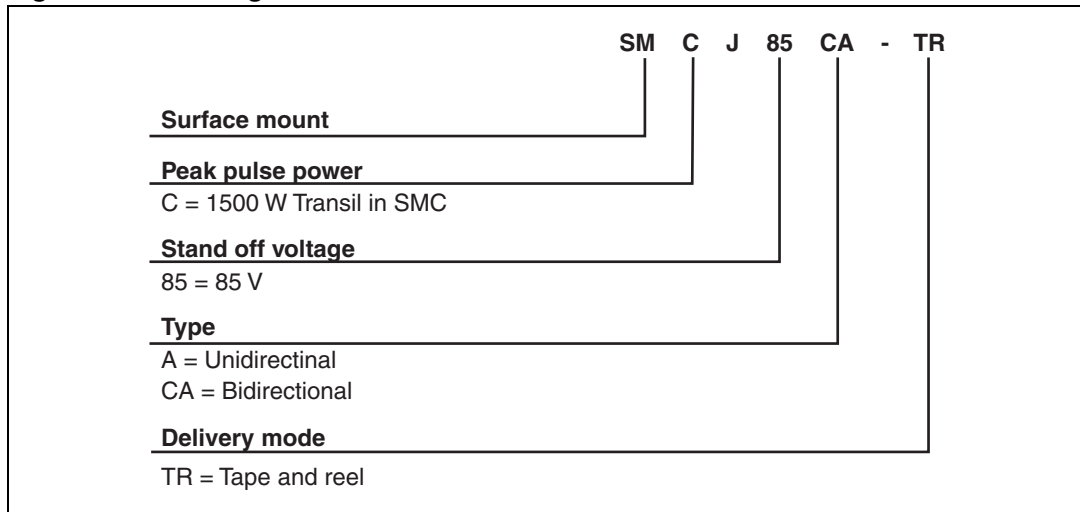 SM C J 85 CA - TR
Surface mount
Peak pulse power
C = 1500 W Transil in SMC
Stand off voltage
85 = 85 V
Type
A = Unidirectinal
CA = Bidirectional
Delivery mode
TR = Tape and reel